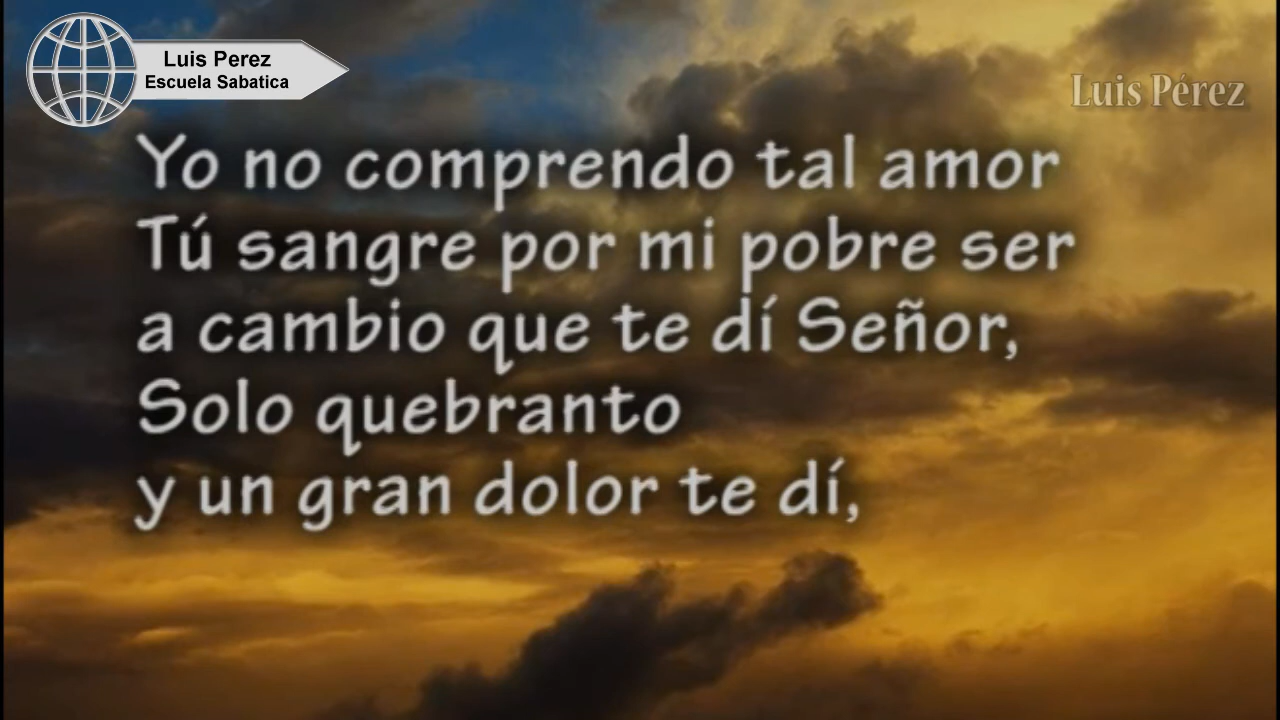 Luis Perez
Escuela Sabatica
Luis Pérez
Yo no comprendo tal amor
Tú sangre por mi pobre ser
a cambio que te dí Señor,
Solo quebranto
y un gran dolor te dí,